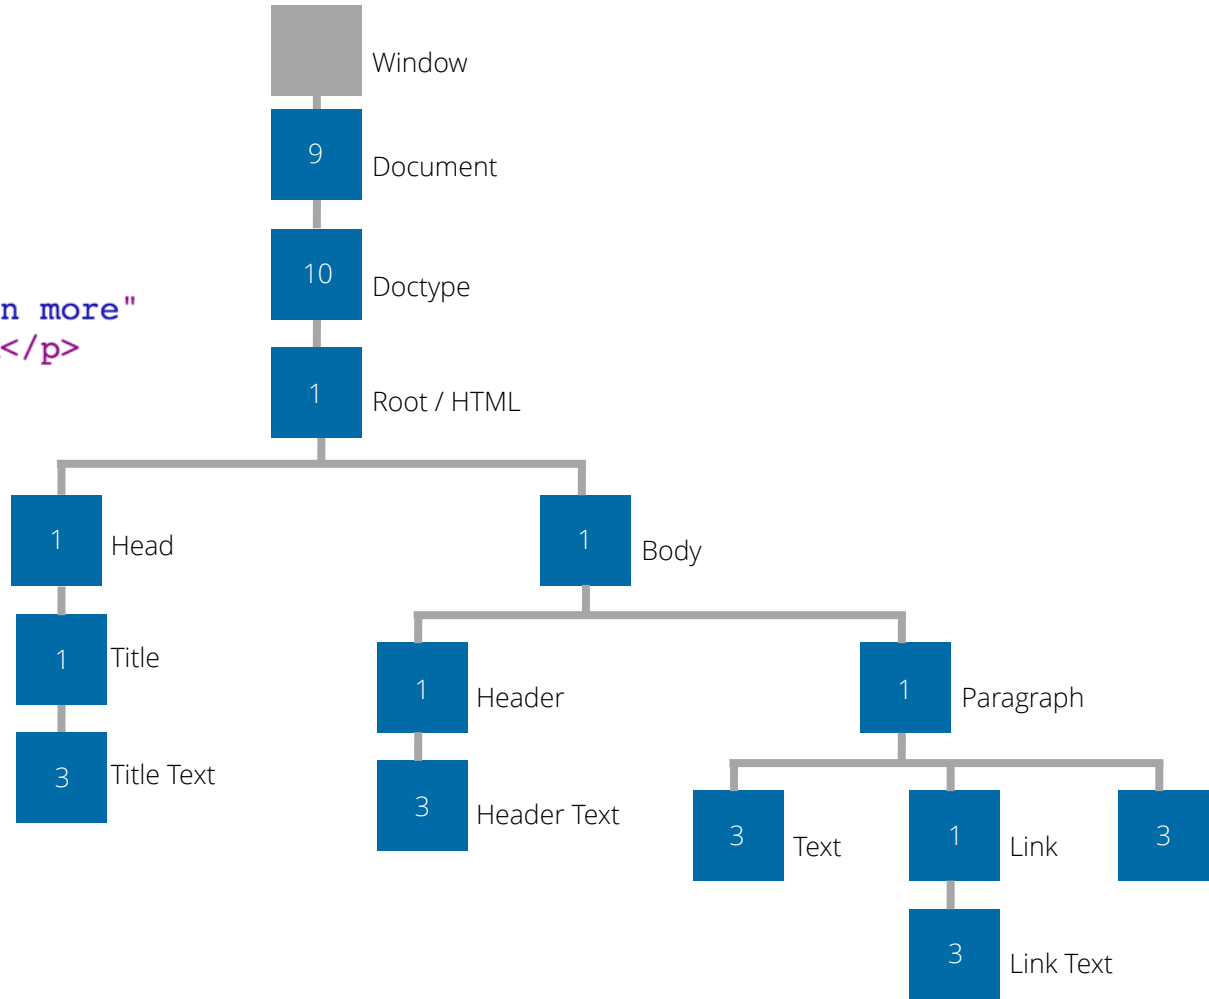 Window
9
Document
10
Doctype
n more"
</p>
1
Root / HTML
1
Head
1
Body
1
Title
1
Header
1
Paragraph
3
Title Text
3
Header Text
3
Text
1
Link
3
3
Link Text